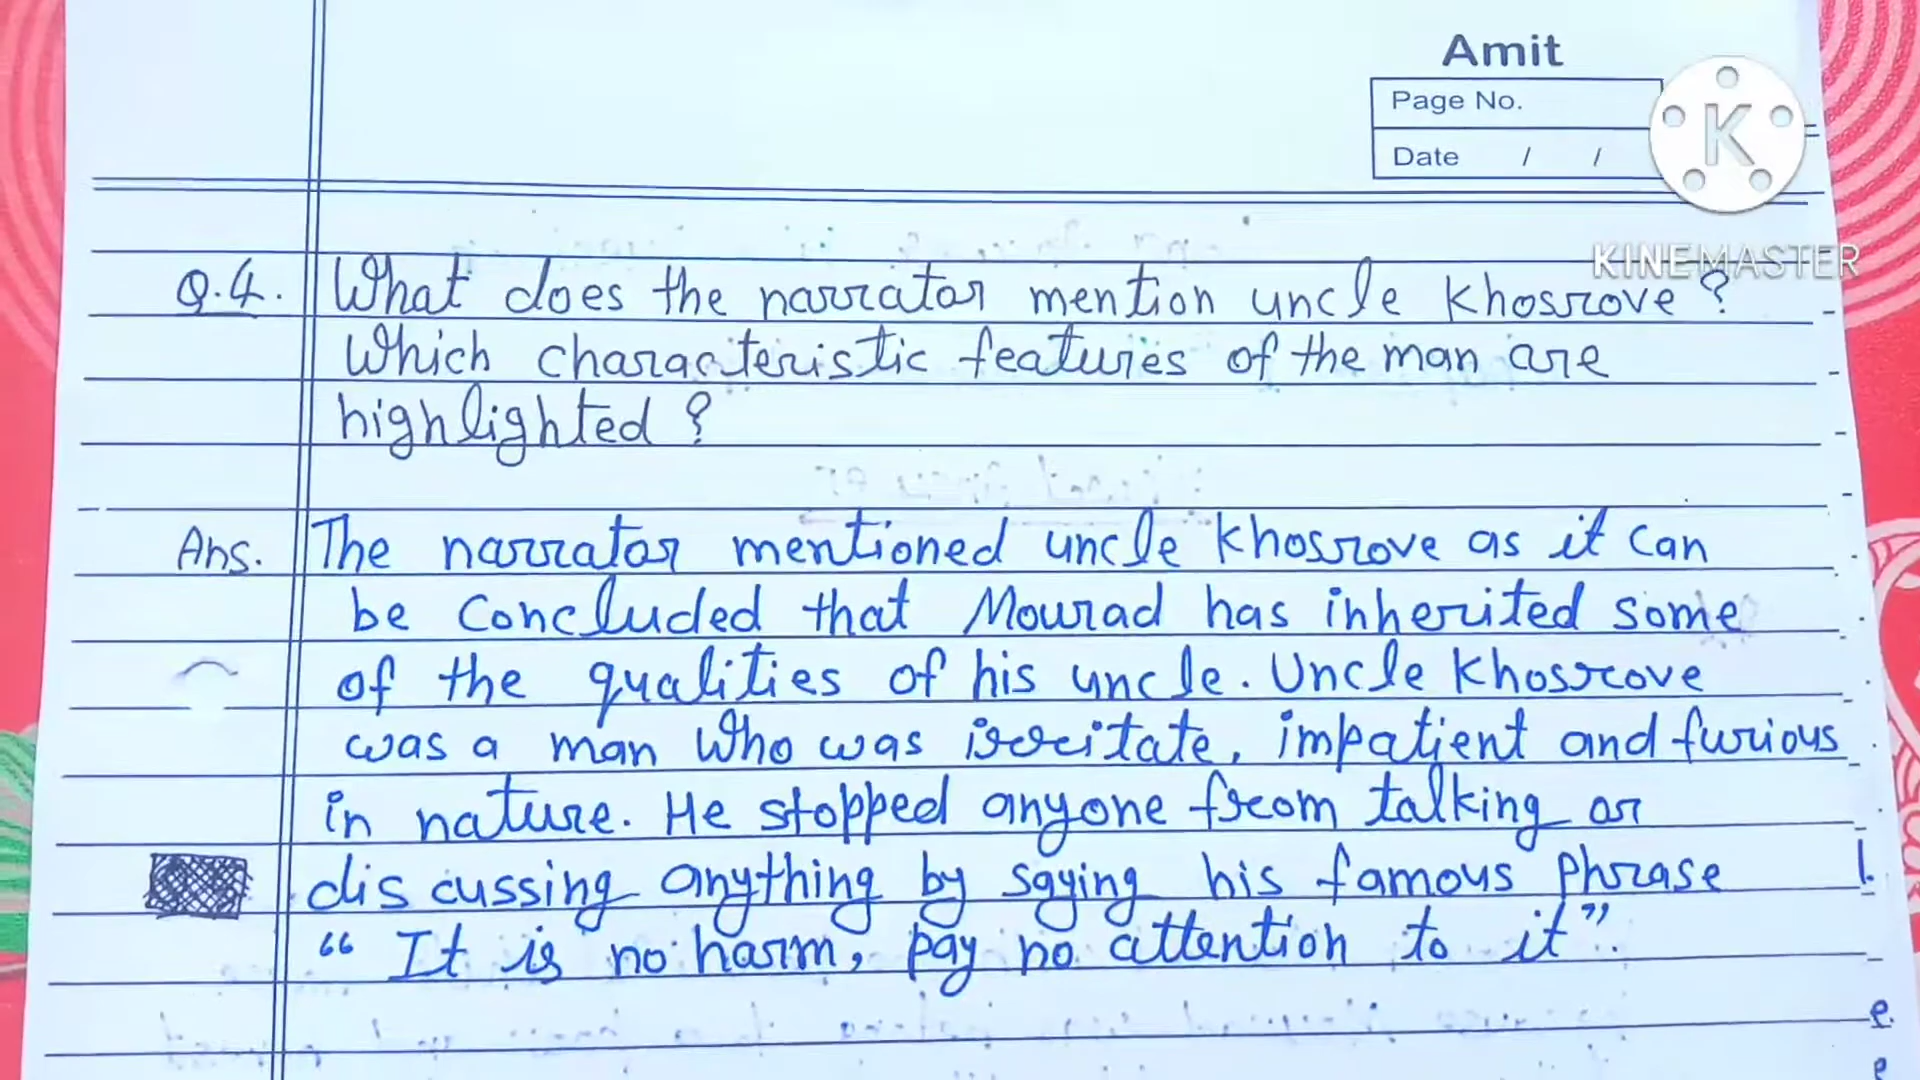 Amit
Page No.
Date / /
K
KINEMASTER
Q.4. What does the narrator mention uncle Khosrove?
Which characteristic features of the man are
highlighted?
Ans. The narrator mentioned uncle Khosrove as it can
be concluded that Mourad has inherited some
of the qualities of his uncle. Uncle Khosrove
was a man who was irritate, impatient and furious
in nature. He stopped anyone from talking or
dis cussing anything by saying his famous phrase
"It is no harm, pay no attention to it".